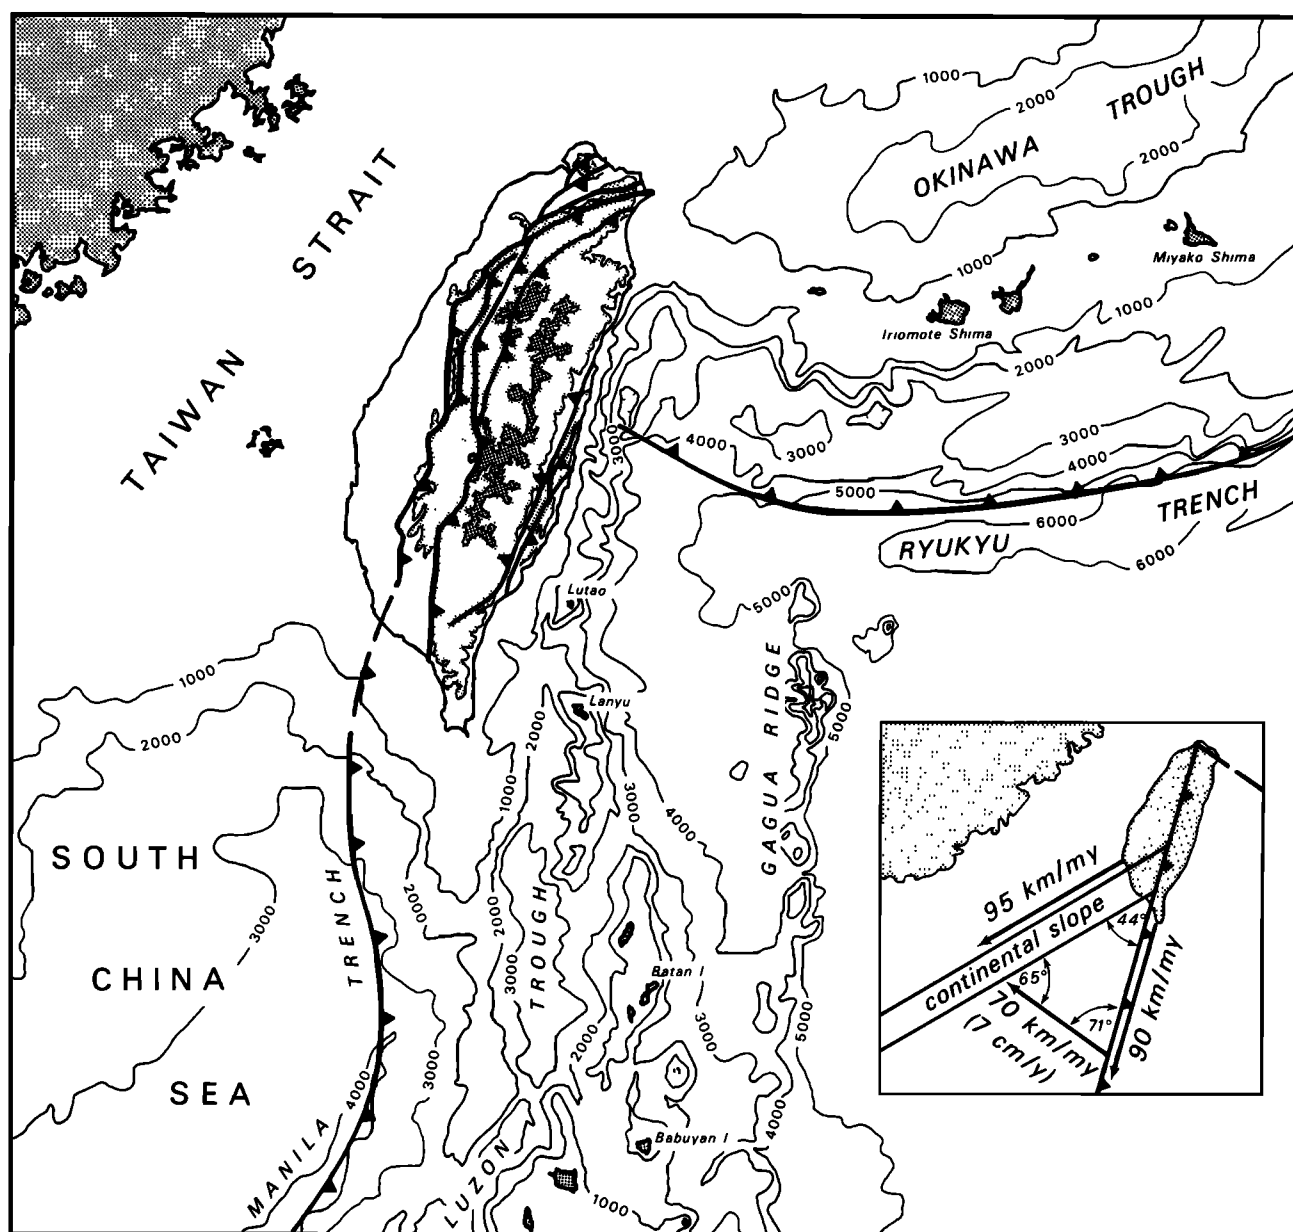 1000
2000
OKINAWA TROUGH
2000
TAIWAN STRAIT
Miyako Shima
1000
Iriomote Shima
1000
2000
3000
4000
3000
3000
4000
5000
6000
RYUKYU TRENCH
6000
Lutao
5000
1000
2000
Lanyu
2000
1000
3000
4000
GAGUA RIDGE
5000
SOUTH
CHINA
SEA
3000
MANILA TRENCH
4000
2000
2000
3000
3000
LUZON TROUGH
2000
Batan I
3000
5000
4000
Babuyan I
3
1000
95 km/my
continental slope
44°
65°
71°
70 km/my
(7 cm/y)
90 km/my